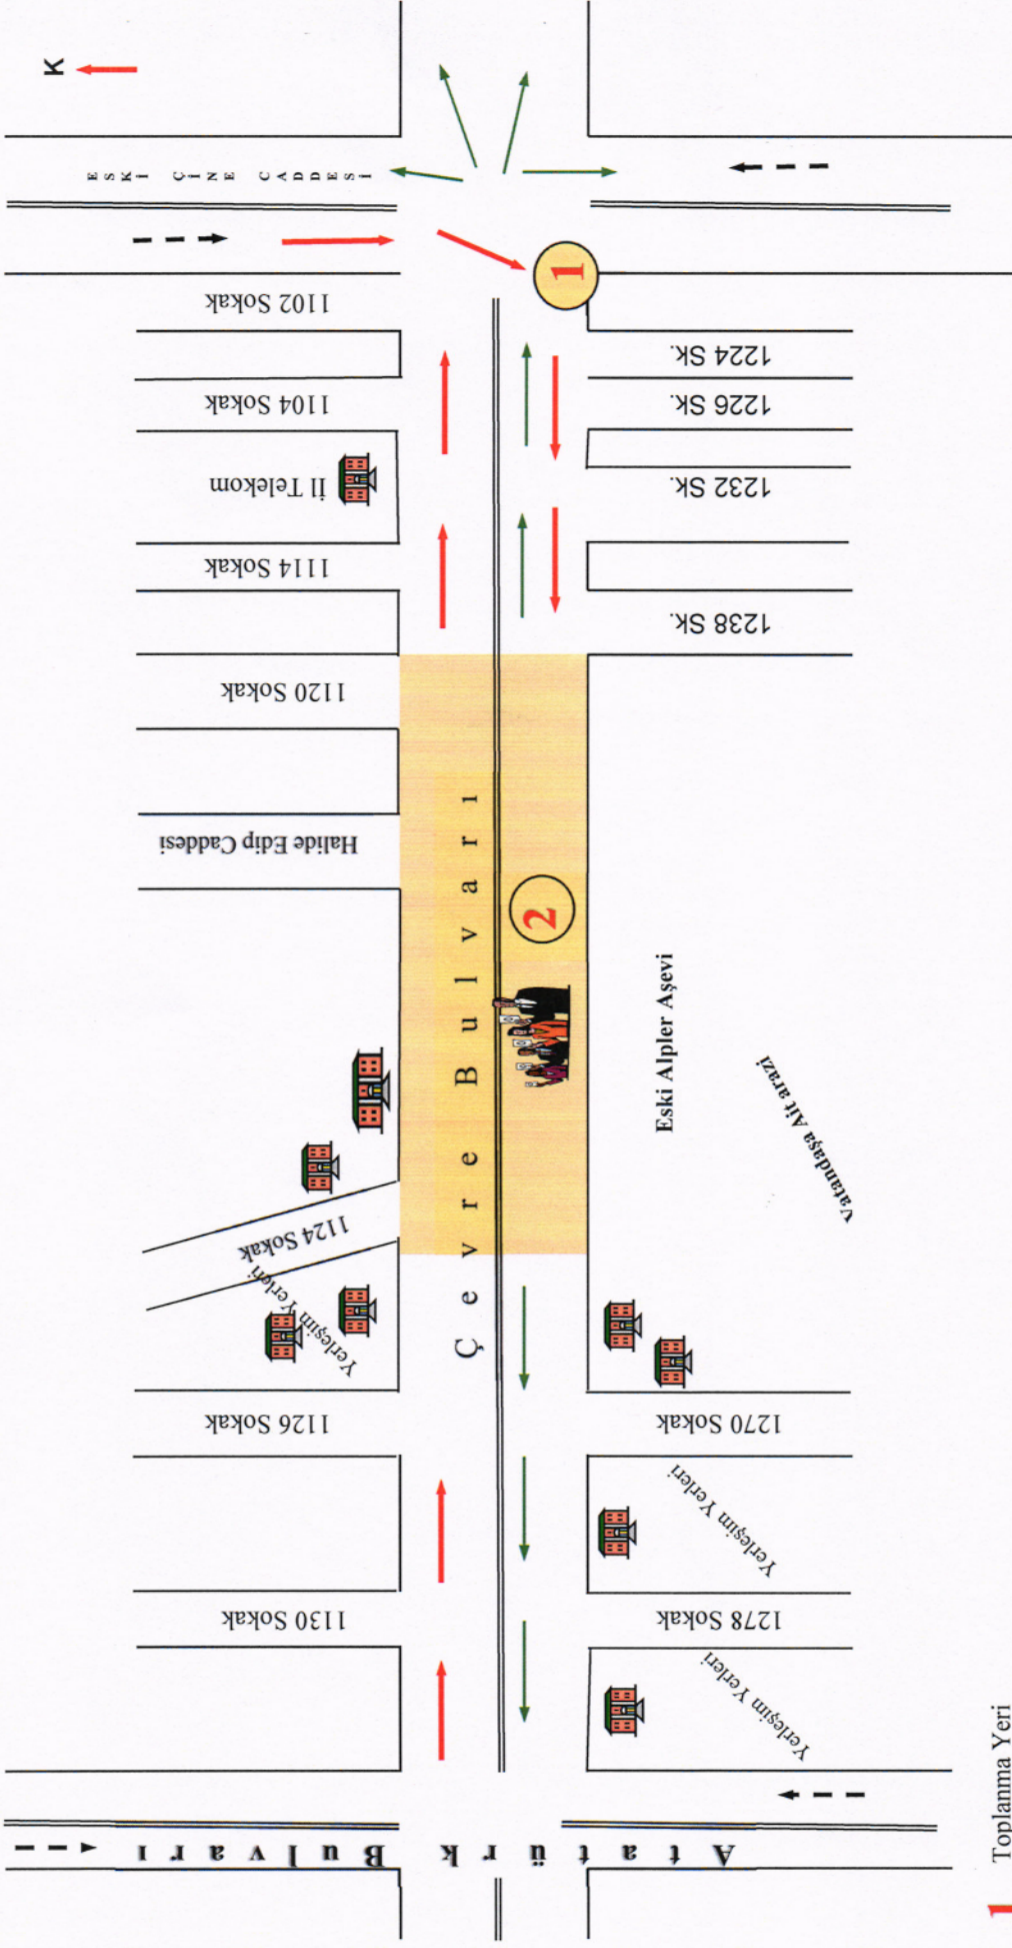 K
ESKİ ÇİNE CADDESİ
1102 Sokak
1104 Sokak
İl Telekom
1114 Sokak
1120 Sokak
Halide Edip Caddesi
1124 Sokak
Yerleşim Yerleri
1126 Sokak
1130 Sokak
Çevre Bulvarı
1
2
1224 Sk.
1226 Sk.
1232 Sk.
1238 Sk.
Eski Alpler Aşevi
Vatandaşa Ait arazi
1270 Sokak
Yerleşim Yerleri
1278 Sokak
Yerleşim Yerleri
Atatürk Bulvarı
1 Toplanma Yeri